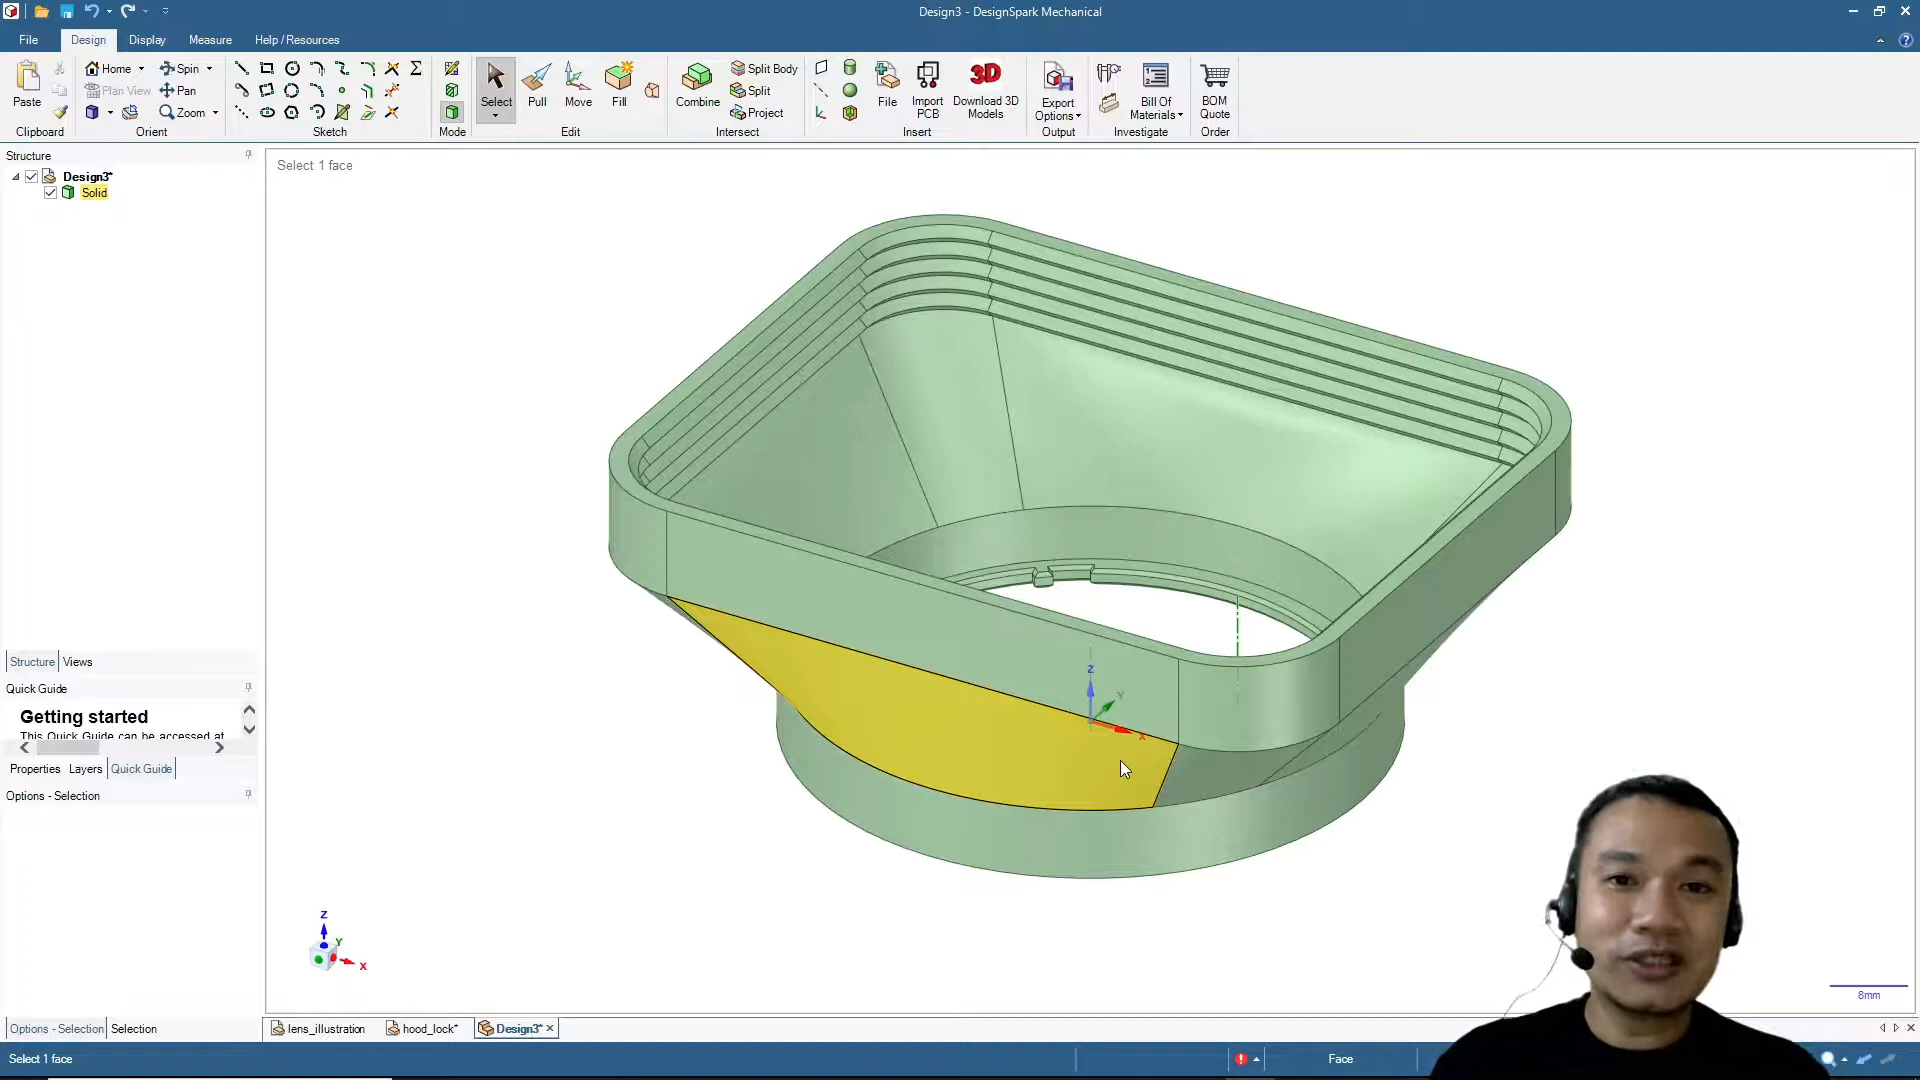 Design3 - DesignSpark Mechanical
File Design Display Measure Help / Resources
Paste
Clipboard
Home Spin
Plan View Pan
Zoom
Orient
Sketch
Mode
Select Pull Move Fill
Edit
Combine
Split Body
Split
Project
Intersect
File
Import PCB
Download 3D Models
3D
Insert
Export Options
Output
Bill Of Materials
Investigate
BOM Quote
Order
Structure
Design3*
Solid
Select 1 face
Structure Views
Quick Guide
Getting started
This Quick Guide can be accessed at
Properties Layers Quick Guide
Options - Selection
Z
Y
X
Z
Y
X
8mm
Options - Selection Selection
lens_illustration hood_lock* Design3*
Select 1 face
Face